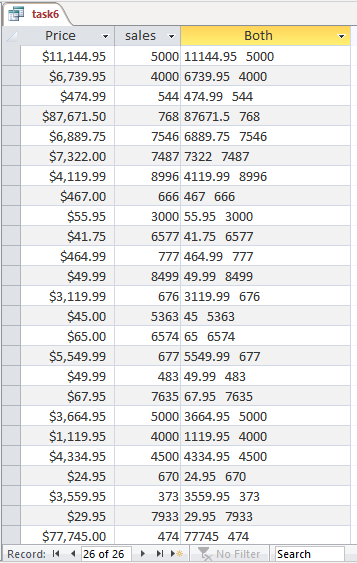 task6
Price sales Both
$11,144.95 5000 11144.95 5000
$6,739.95 4000 6739.95 4000
$474.99 544 474.99 544
$87,671.50 768 87671.5 768
$6,889.75 7546 6889.75 7546
$7,322.00 7487 7322 7487
$4,119.99 8996 4119.99 8996
$467.00 666 467 666
$55.95 3000 55.95 3000
$41.75 6577 41.75 6577
$464.99 777 464.99 777
$49.99 8499 49.99 8499
$3,119.99 676 3119.99 676
$45.00 5363 45 5363
$65.00 6574 65 6574
$5,549.99 677 5549.99 677
$49.99 483 49.99 483
$67.95 7635 67.95 7635
$3,664.95 5000 3664.95 5000
$1,119.95 4000 1119.95 4000
$4,334.95 4500 4334.95 4500
$24.95 670 24.95 670
$3,559.95 373 3559.95 373
$29.95 7933 29.95 7933
$77,745.00 474 77745 474
Record: 26 of 26 No Filter Search